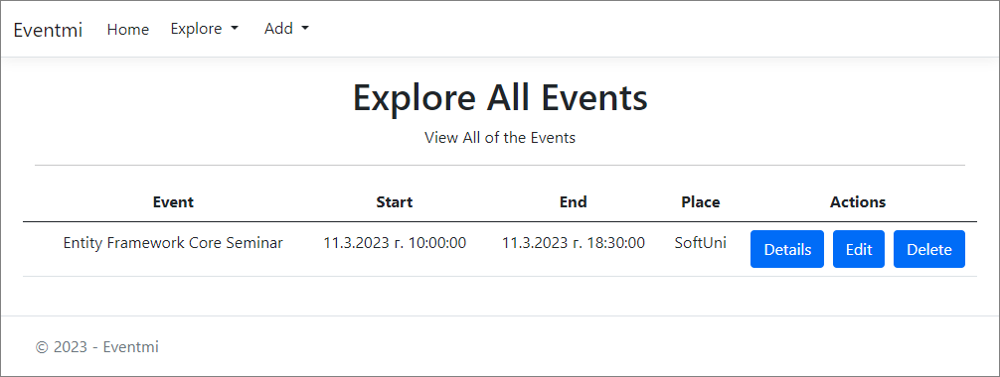 Eventmi Home Explore Add
Explore All Events
View All of the Events
Event Start End Place Actions
Entity Framework Core Seminar 11.3.2023 г. 10:00:00 11.3.2023 г. 18:30:00 SoftUni Details Edit Delete
© 2023 - Eventmi